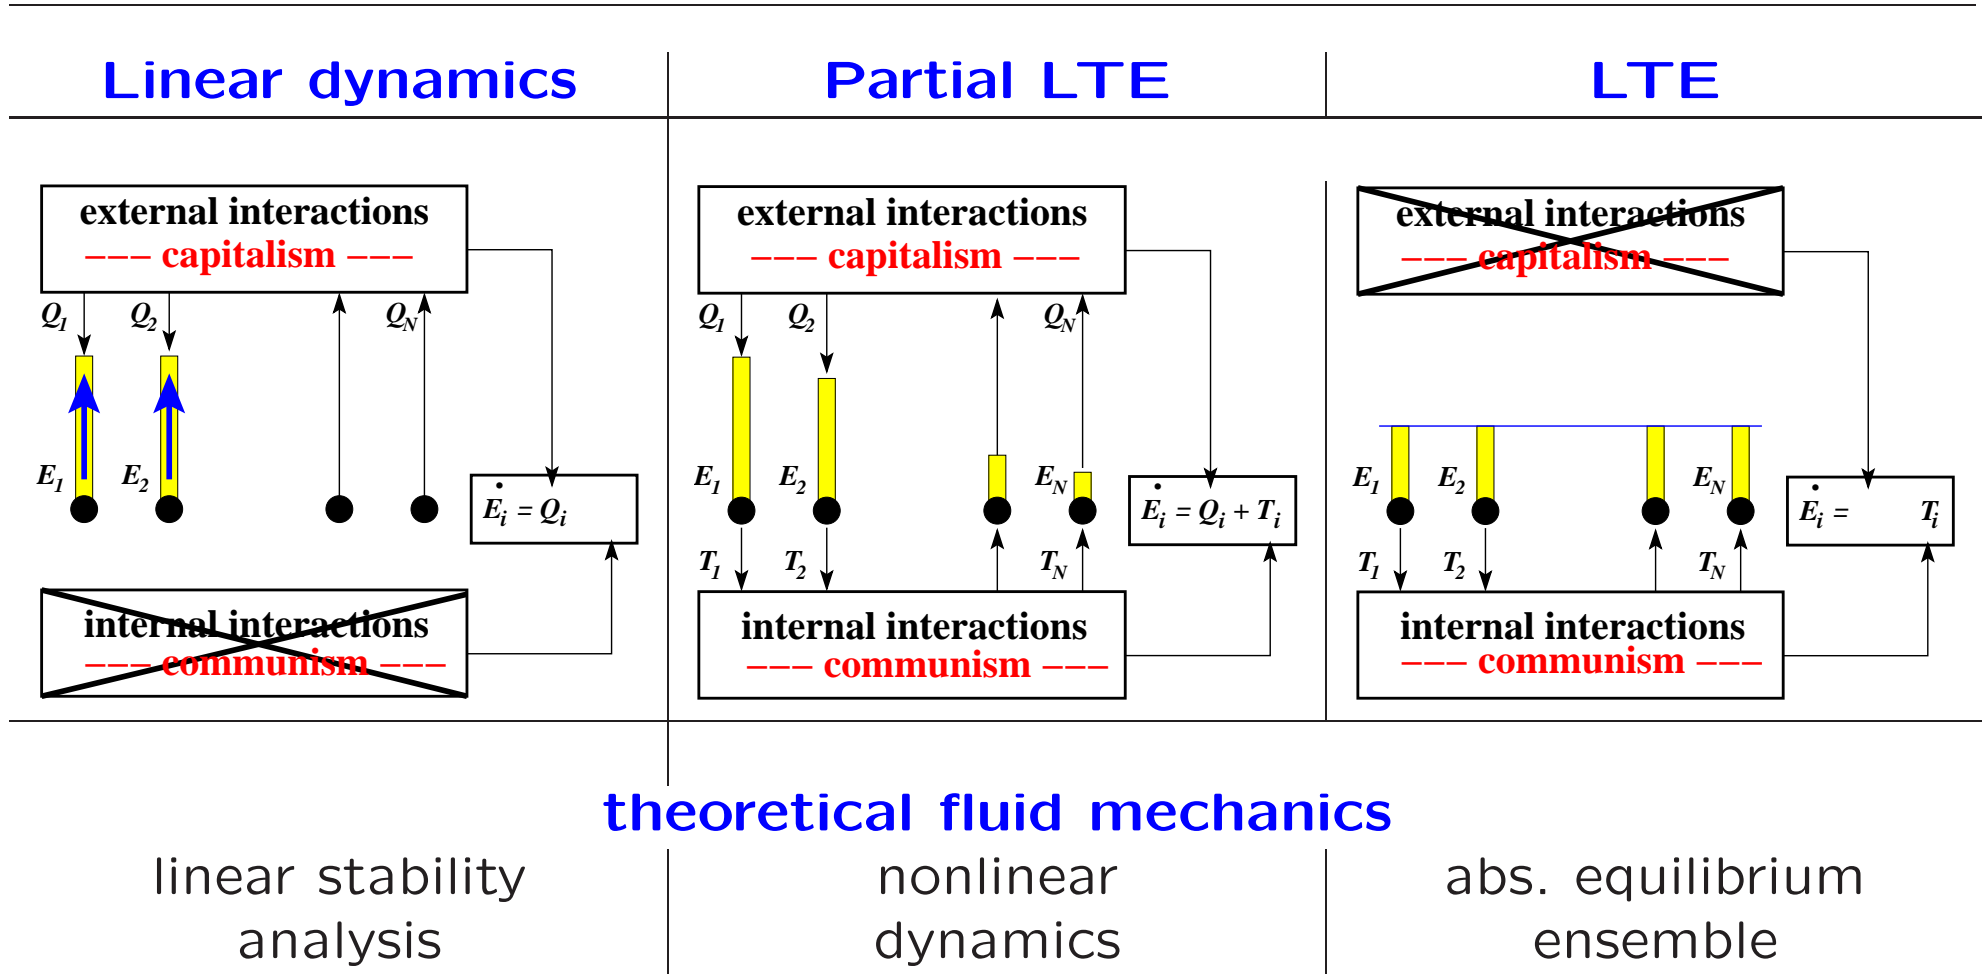 Linear dynamics
Partial LTE
LTE
external interactions
--- capitalism ---
Q1
Q2
QN
E1
E2
Ėi = Qi
internal interactions
--- communism ---
external interactions
--- capitalism ---
Q1
Q2
QN
E1
E2
EN
Ėi = Qi + Ti
T1
T2
TN
internal interactions
--- communism ---
external interactions
--- capitalism ---
E1
E2
EN
Ėi = Ti
T1
T2
TN
internal interactions
--- communism ---
theoretical fluid mechanics
linear stability
analysis
nonlinear
dynamics
abs. equilibrium
ensemble